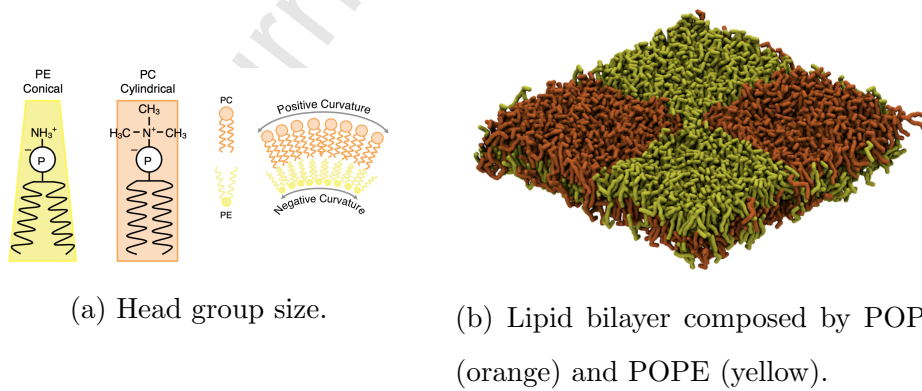 PE
Conical
NH₃⁺
−
P
PC
Cylindrical
CH₃
H₃C–N⁺–CH₃
−
P
PC
PE
Positive Curvature
Negative Curvature
(a) Head group size.
(b) Lipid bilayer composed by POP
(orange) and POPE (yellow).